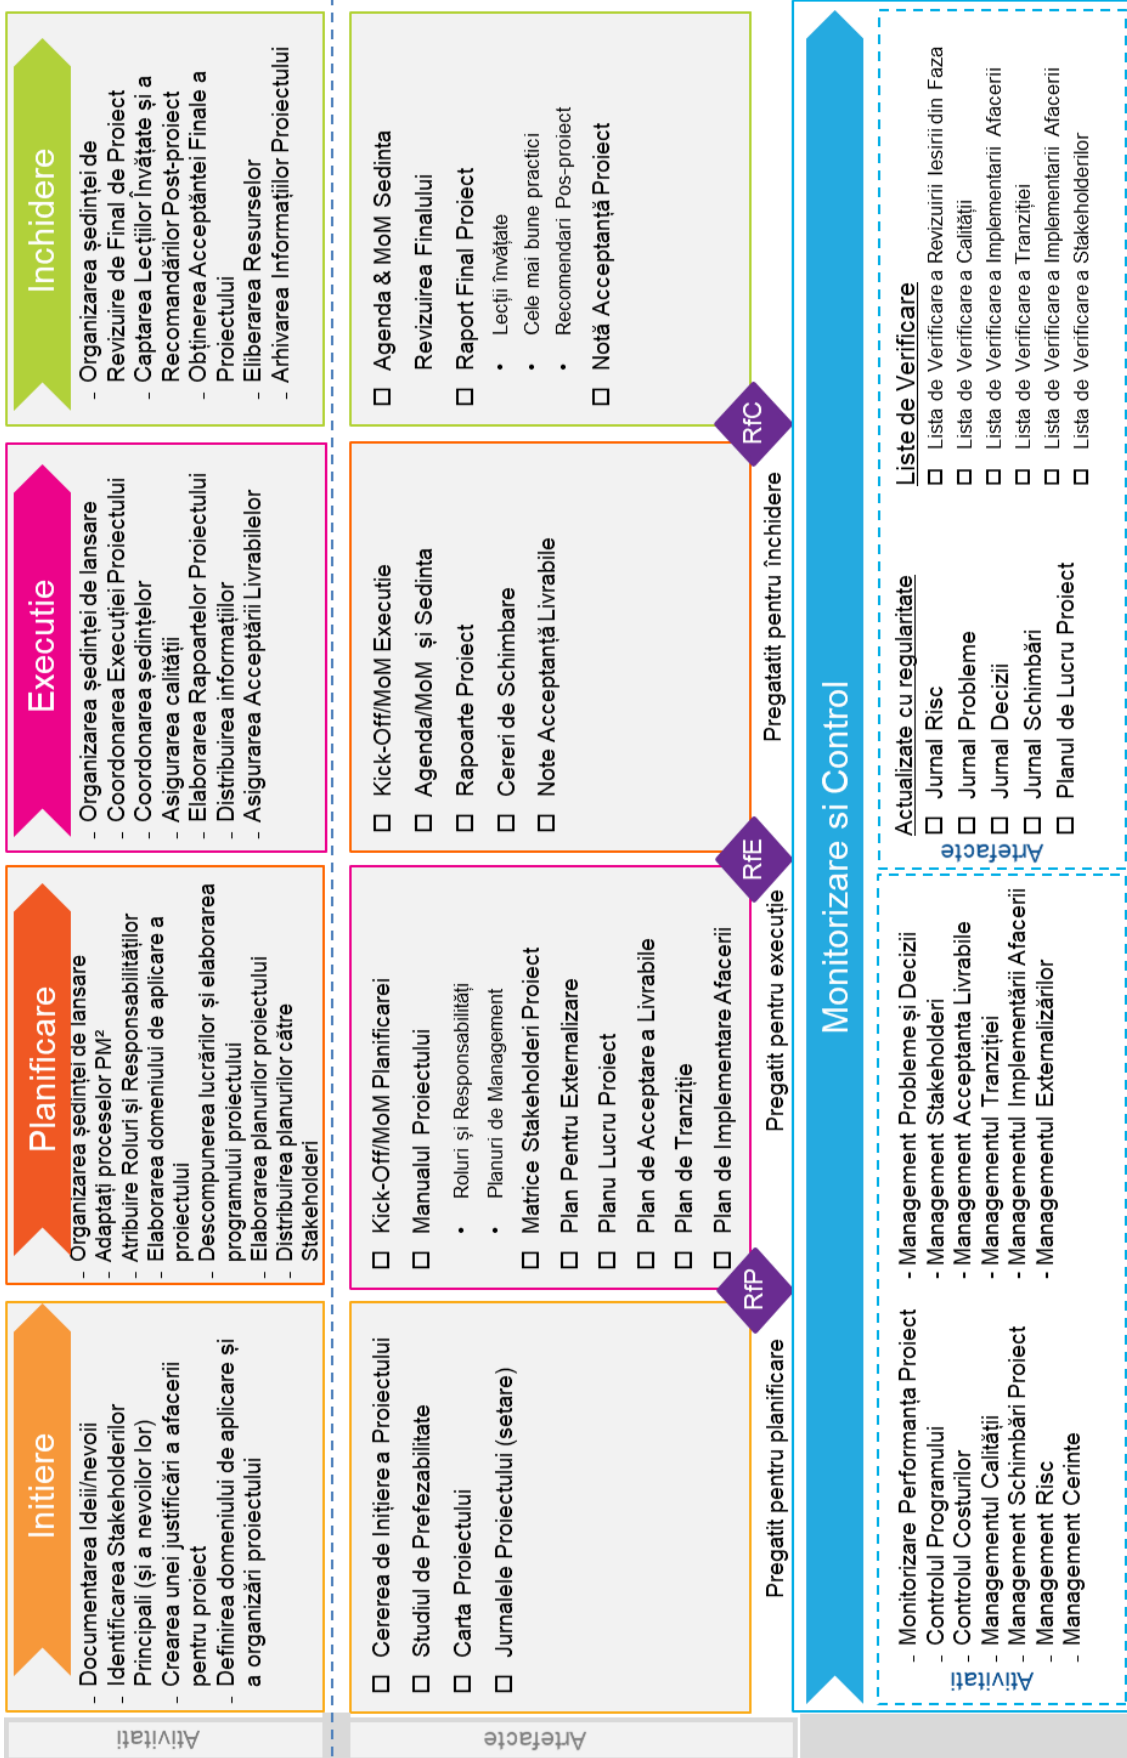 Initiere
- Documentarea Ideii/nevoii
- Identificarea Stakeholderilor
Principali (și a nevoilor lor)
- Crearea unei justificări a afacerii
pentru proiect
- Definirea domeniului de aplicare și
a organizări proiectului
Planificare
- Organizarea ședinței de lansare
- Adaptați proceselor PM²
- Atribuire Roluri și Responsabilităților
- Elaborarea domeniului de aplicare a
proiectului
- Descompunerea lucrărilor și elaborarea
programului proiectului
- Elaborarea planurilor proiectului
- Distribuirea planurilor către
Stakeholderi
Executie
- Organizarea ședinței de lansare
- Coordonarea Execuției Proiectului
- Coordonarea ședințelor
- Asigurarea calității
- Elaborarea Rapoartelor Proiectului
- Distribuirea informațiilor
- Asigurarea Acceptării Livrabilelor
Inchidere
- Organizarea ședinței de
Revizuire de Final de Proiect
- Captarea Lecțiilor Învățate și a
Recomandărilor Post-proiect
- Obținerea Acceptăntei Finale a
Proiectului
- Eliberarea Resurselor
- Arhivarea Informațiilor Proiectului
Ativitati
Artefacte
☐ Cererea de Inițiere a Proiectului
☐ Studiul de Prefezabilitate
☐ Carta Proiectului
☐ Jurnalele Proiectului (setare)
☐ Kick-Off/MoM Planificarei
☐ Manualul Proiectului
• Roluri și Responsabilități
• Planuri de Management
☐ Matrice Stakeholderi Proiect
☐ Plan Pentru Externalizare
☐ Planu Lucru Proiect
☐ Plan de Acceptare a Livrabile
☐ Plan de Tranziție
☐ Plan de Implementare Afacerii
☐ Kick-Off/MoM Executie
☐ Agenda/MoM și Sedinta
☐ Rapoarte Proiect
☐ Cereri de Schimbare
☐ Note Acceptanță Livrabile
☐ Agenda & MoM Sedinta
Revizuirea Finalului
☐ Raport Final Proiect
• Lecții învățate
• Cele mai bune practici
• Recomendari Pos-proiect
☐ Notă Acceptanță Proiect
RfP
RfE
RfC
Pregatit pentru planificare
Pregatit pentru execuție
Pregatatit pentru închidere
Monitorizare si Control
Ativitati
- Monitorizare Performanța Proiect
- Controlul Programului
- Controlul Costurilor
- Managementul Calității
- Management Schimbări Proiect
- Management Risc
- Management Cerinte
- Management Probleme și Decizii
- Management Stakeholderi
- Management Acceptanta Livrabile
- Managementul Tranziției
- Managementul Implementării Afacerii
- Managementul Externalizărilor
Artefacte
Actualizate cu regularitate
☐ Jurnal Risc
☐ Jurnal Probleme
☐ Jurnal Decizii
☐ Jurnal Schimbări
☐ Planul de Lucru Proiect
Liste de Verificare
☐ Lista de Verificare a Revizuirii Iesirii din Faza
☐ Lista de Verificare a Calității
☐ Lista de Verificare a Implementarii Afacerii
☐ Lista de Verificare a Tranziției
☐ Lista de Verificare a Implementarii Afacerii
☐ Lista de Verificare a Stakeholderilor